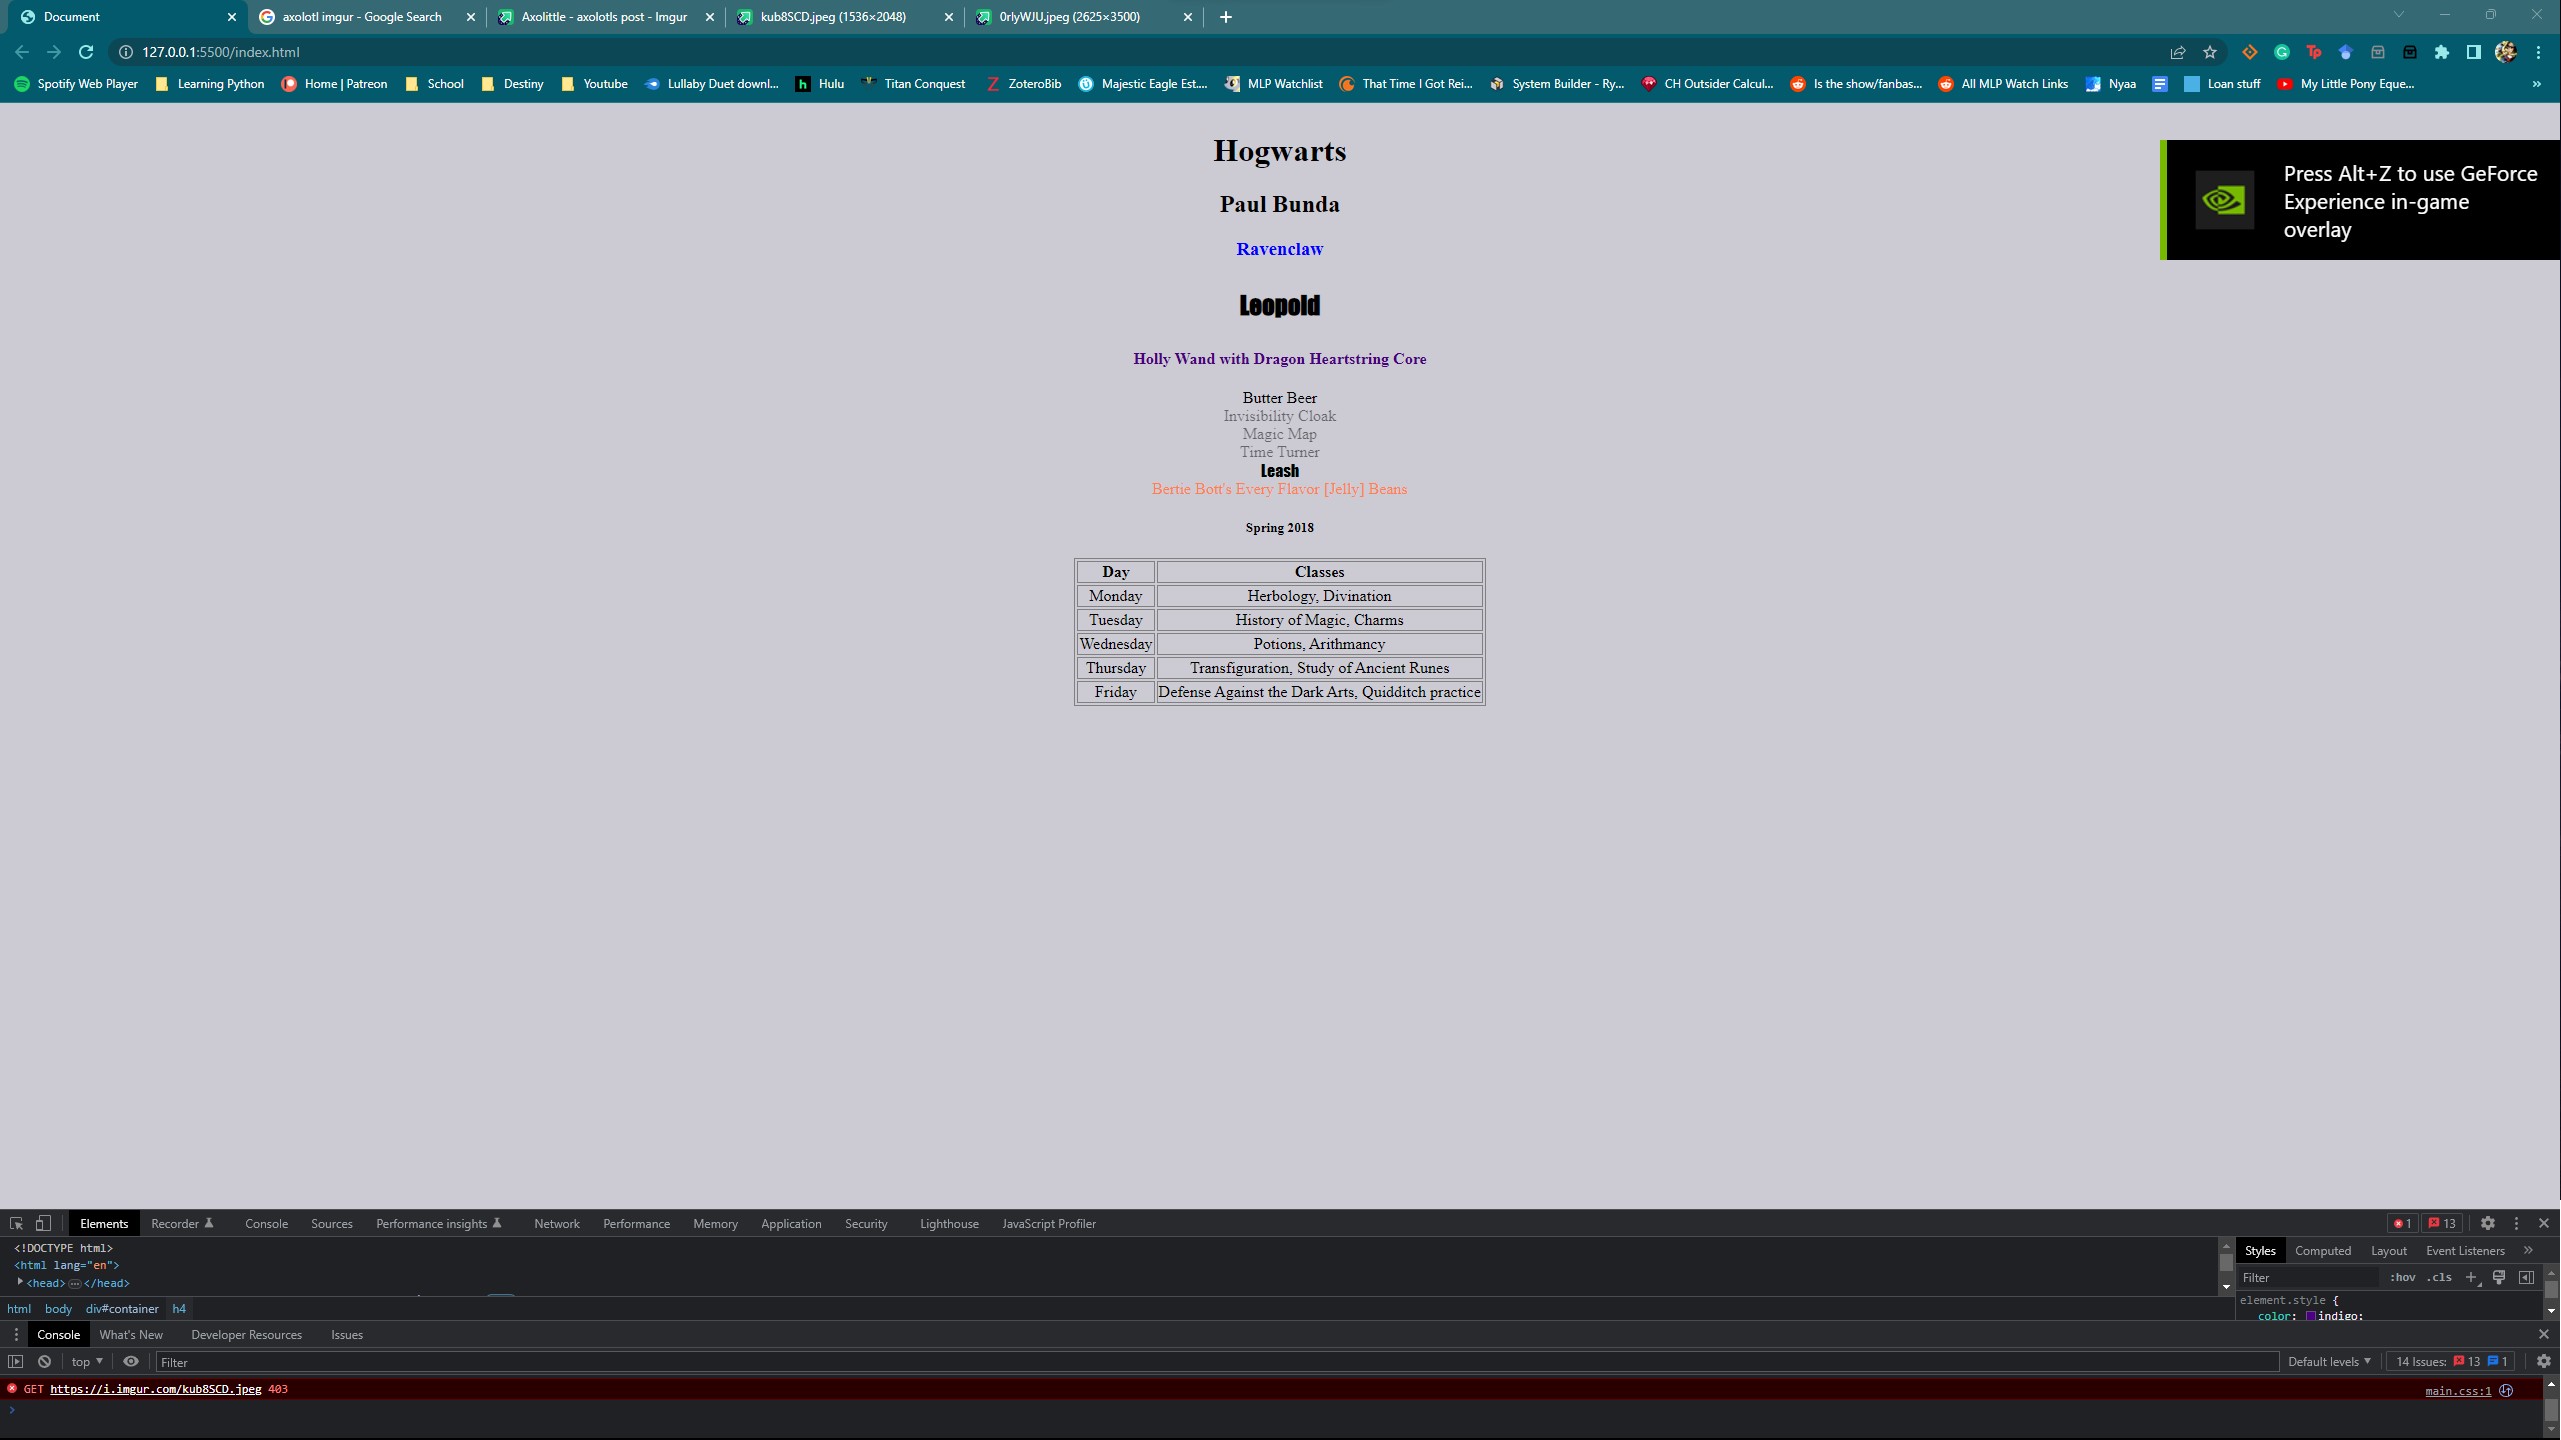 Document
axolotl imgur - Google Search
Axolittle - axolotls post - Imgur
kub8SCD.jpeg (1536×2048)
0rlyWJU.jpeg (2625×3500)
127.0.0.1:5500/index.html
Spotify Web Player
Learning Python
Home | Patreon
School
Destiny
Youtube
Lullaby Duet downl...
Hulu
Titan Conquest
ZoteroBib
Majestic Eagle Est....
MLP Watchlist
That Time I Got Rei...
System Builder - Ry...
CH Outsider Calcul...
Is the show/fanbas...
All MLP Watch Links
Nyaa
Loan stuff
My Little Pony Eque...
Hogwarts
Press Alt+Z to use GeForce
Experience in-game
overlay
Paul Bunda
Ravenclaw
Leopold
Holly Wand with Dragon Heartstring Core
Butter Beer
Invisibility Cloak
Magic Map
Time Turner
Leash
Bertie Bott's Every Flavor [Jelly] Beans
Spring 2018
Day Classes
Monday Herbology, Divination
Tuesday History of Magic, Charms
Wednesday Potions, Arithmancy
Thursday Transfiguration, Study of Ancient Runes
Friday Defense Against the Dark Arts, Quidditch practice
Elements Recorder Console Sources Performance insights Network Performance Memory Application Security Lighthouse JavaScript Profiler 1 13
<!DOCTYPE html>
<html lang="en">
<head>…</head>
Styles Computed Layout Event Listeners »
Filter :hov .cls +
html body div#container h4
element.style {
color: indigo;
Console What's New Developer Resources Issues
top Filter Default levels 14 Issues: 13 1
GET https://i.imgur.com/kub8SCD.jpeg 403 main.css:1